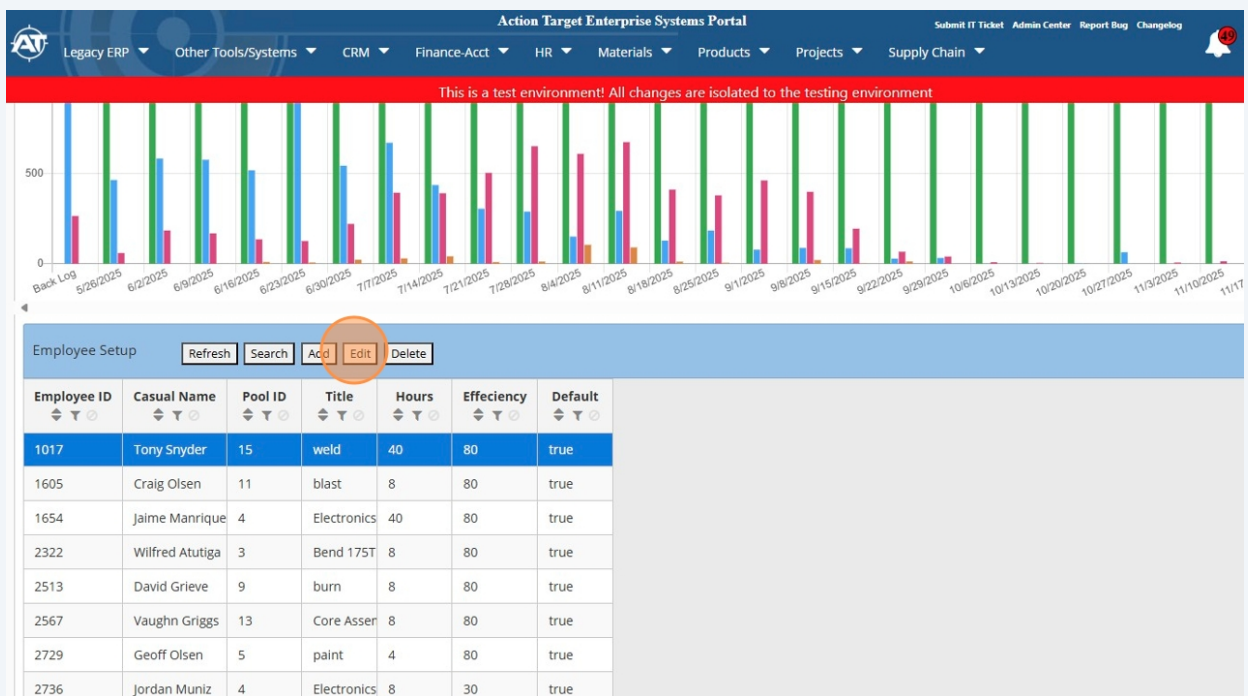 Action Target Enterprise Systems Portal
Submit IT Ticket Admin Center Report Bug Changelog
AT
49
Legacy ERP Other Tools/Systems CRM Finance-Acct HR Materials Products Projects Supply Chain
This is a test environment! All changes are isolated to the testing environment
500
0
Back Log 5/26/2025 6/2/2025 6/9/2025 6/16/2025 6/23/2025 6/30/2025 7/7/2025 7/14/2025 7/21/2025 7/28/2025 8/4/2025 8/11/2025 8/18/2025 8/25/2025 9/1/2025 9/8/2025 9/15/2025 9/22/2025 9/29/2025 10/6/2025 10/13/2025 10/20/2025 10/27/2025 11/3/2025 11/10/2025 11/17
Employee Setup Refresh Search Add Edit Delete
Employee ID Casual Name Pool ID Title Hours Effeciency Default
1017 Tony Snyder 15 weld 40 80 true
1605 Craig Olsen 11 blast 8 80 true
1654 Jaime Manrique 4 Electronics 40 80 true
2322 Wilfred Atutiga 3 Bend 175T 8 80 true
2513 David Grieve 9 burn 8 80 true
2567 Vaughn Griggs 13 Core Assem 8 80 true
2729 Geoff Olsen 5 paint 4 80 true
2736 Jordan Muniz 4 Electronics 8 30 true